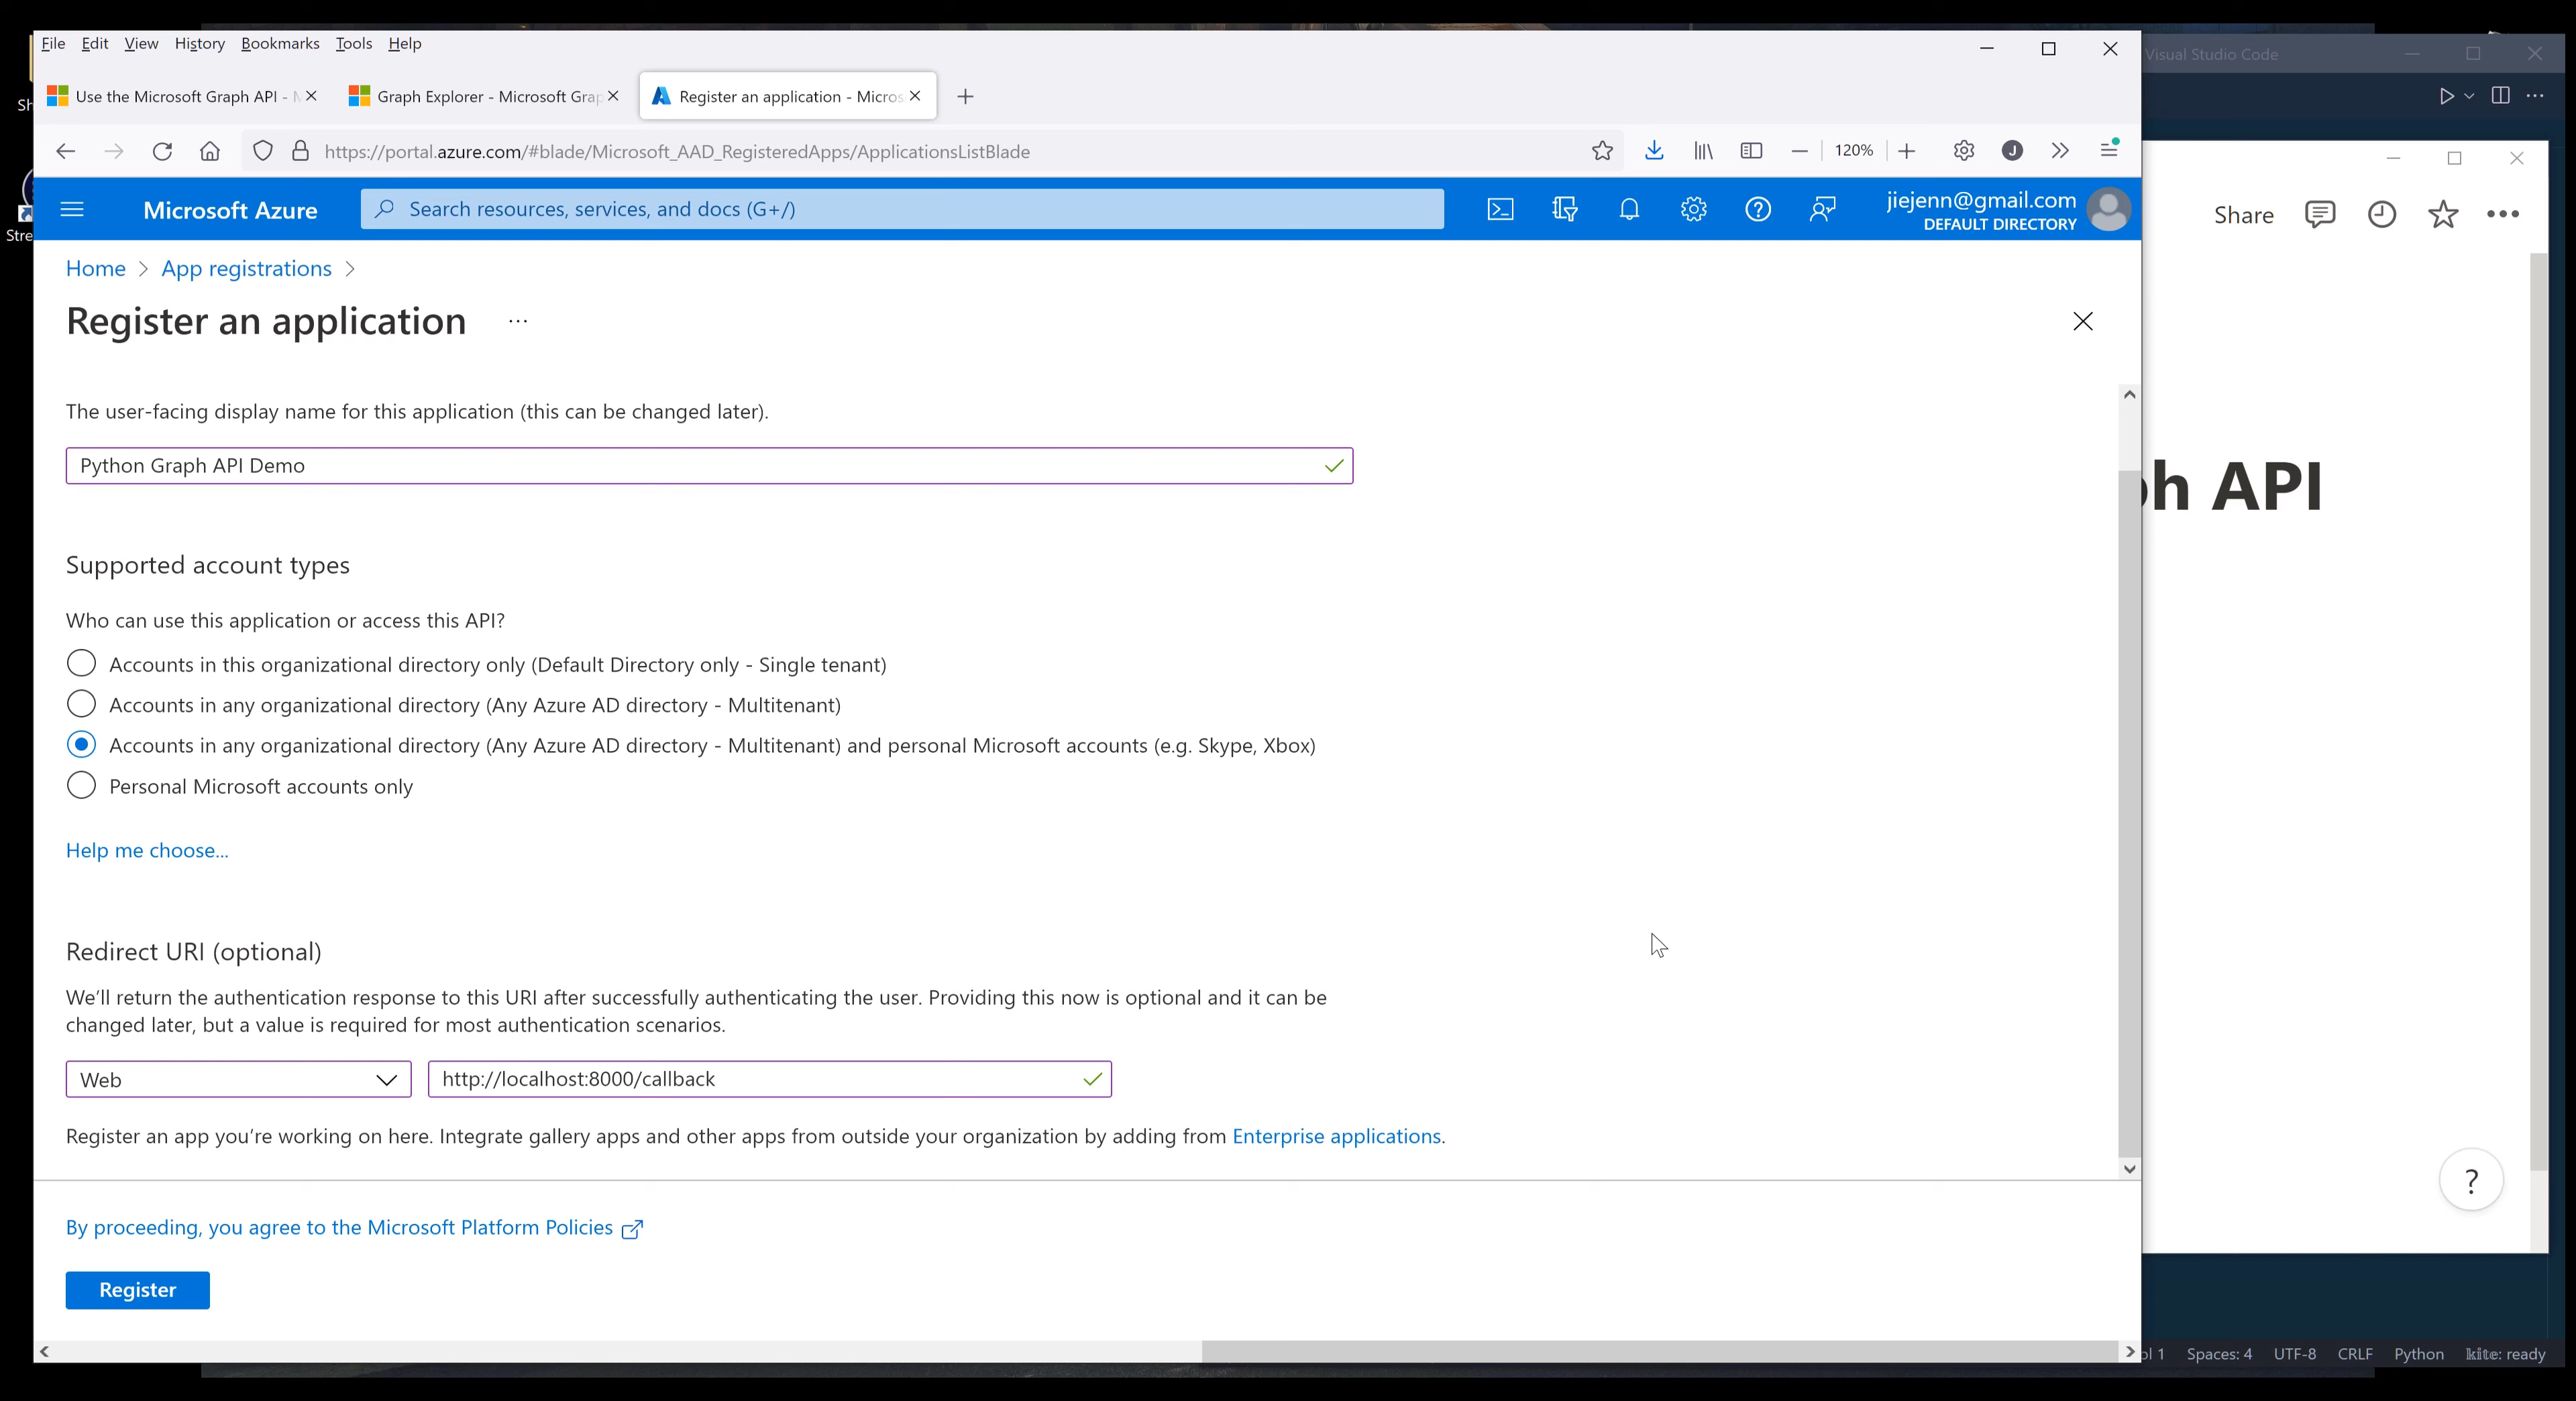 File Edit View History Bookmarks Tools Help
Visual Studio Code
Use the Microsoft Graph API -
Graph Explorer - Microsoft Grap
Register an application - Micros
https://portal.azure.com/#blade/Microsoft_AAD_RegisteredApps/ApplicationsListBlade
120%
J
Microsoft Azure
Search resources, services, and docs (G+/)
jiejenn@gmail.com
DEFAULT DIRECTORY
Share
Stre
Home > App registrations >
Register an application ...
The user-facing display name for this application (this can be changed later).
Python Graph API Demo
ph API
Supported account types
Who can use this application or access this API?
Accounts in this organizational directory only (Default Directory only - Single tenant)
Accounts in any organizational directory (Any Azure AD directory - Multitenant)
Accounts in any organizational directory (Any Azure AD directory - Multitenant) and personal Microsoft accounts (e.g. Skype, Xbox)
Personal Microsoft accounts only
Help me choose...
Redirect URI (optional)
We'll return the authentication response to this URI after successfully authenticating the user. Providing this now is optional and it can be
changed later, but a value is required for most authentication scenarios.
Web
http://localhost:8000/callback
Register an app you're working on here. Integrate gallery apps and other apps from outside your organization by adding from Enterprise applications.
?
By proceeding, you agree to the Microsoft Platform Policies
Register
ol 1 Spaces: 4 UTF-8 CRLF Python kite: ready